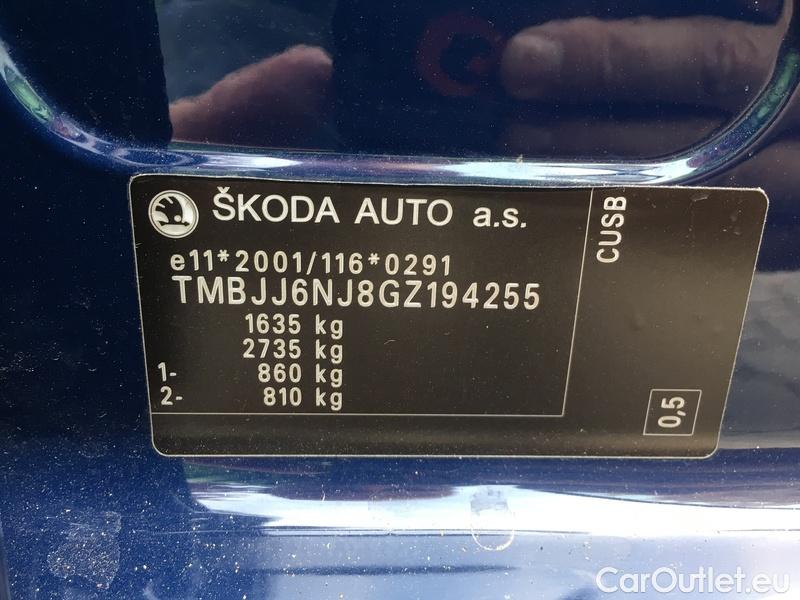 ŠKODA AUTO a.s.
e11*2001/116*0291
TMBJJ6NJ8GZ194255
1635 kg
2735 kg
1- 860 kg
2- 810 kg
CUSB
0,5
CarOutlet.eu